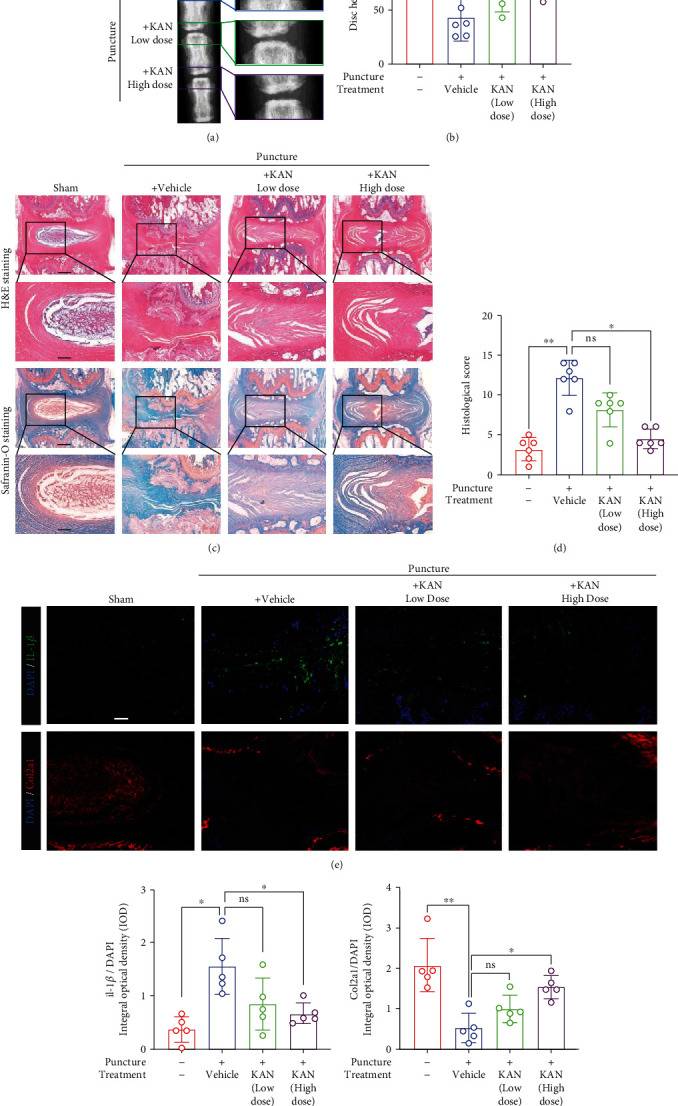 Puncture
+KAN
Low dose
+KAN
High dose
(a)
Disc he
50
0
Puncture − + + +
Treatment − Vehicle KAN KAN
(Low (High
dose) dose)
(b)
Puncture
Sham +Vehicle +KAN Low dose +KAN High dose
H&E staining
Safranin-O staining
(c)
Histological score
20
15
10
5
0
** ns *
Puncture − + + +
Treatment − Vehicle KAN KAN
(Low (High
dose) dose)
(d)
Puncture
Sham +Vehicle +KAN Low Dose +KAN High Dose
DAPI / IL-1β
DAPI / Col2a1
(e)
il-1β / DAPI
Integral optical density (IOD)
3
2
1
0
* ns *
Puncture − + + +
Treatment − Vehicle KAN KAN
(Low (High
dose) dose)
Col2a1/DAPI
Integral optical density (IOD)
4
3
2
1
0
** ns *
Puncture − + + +
Treatment − Vehicle KAN KAN
(Low (High
dose) dose)